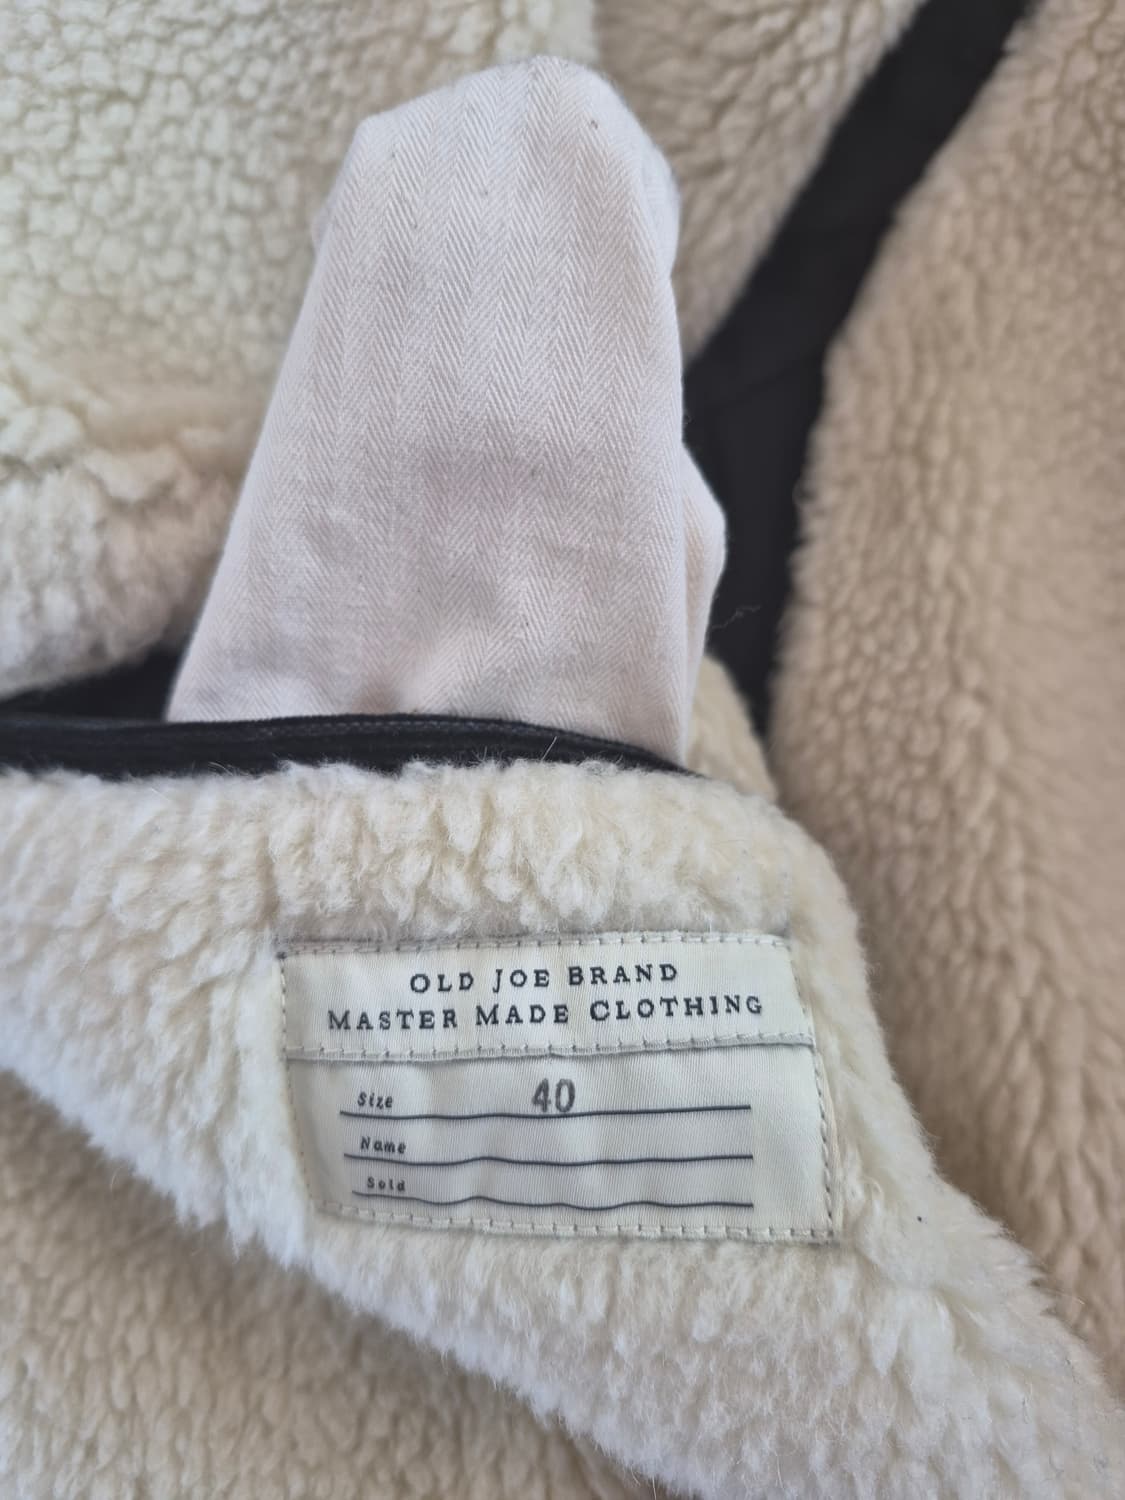 OLD JOE BRAND
MASTER MADE CLOTHING
Size 40
Name
Sold